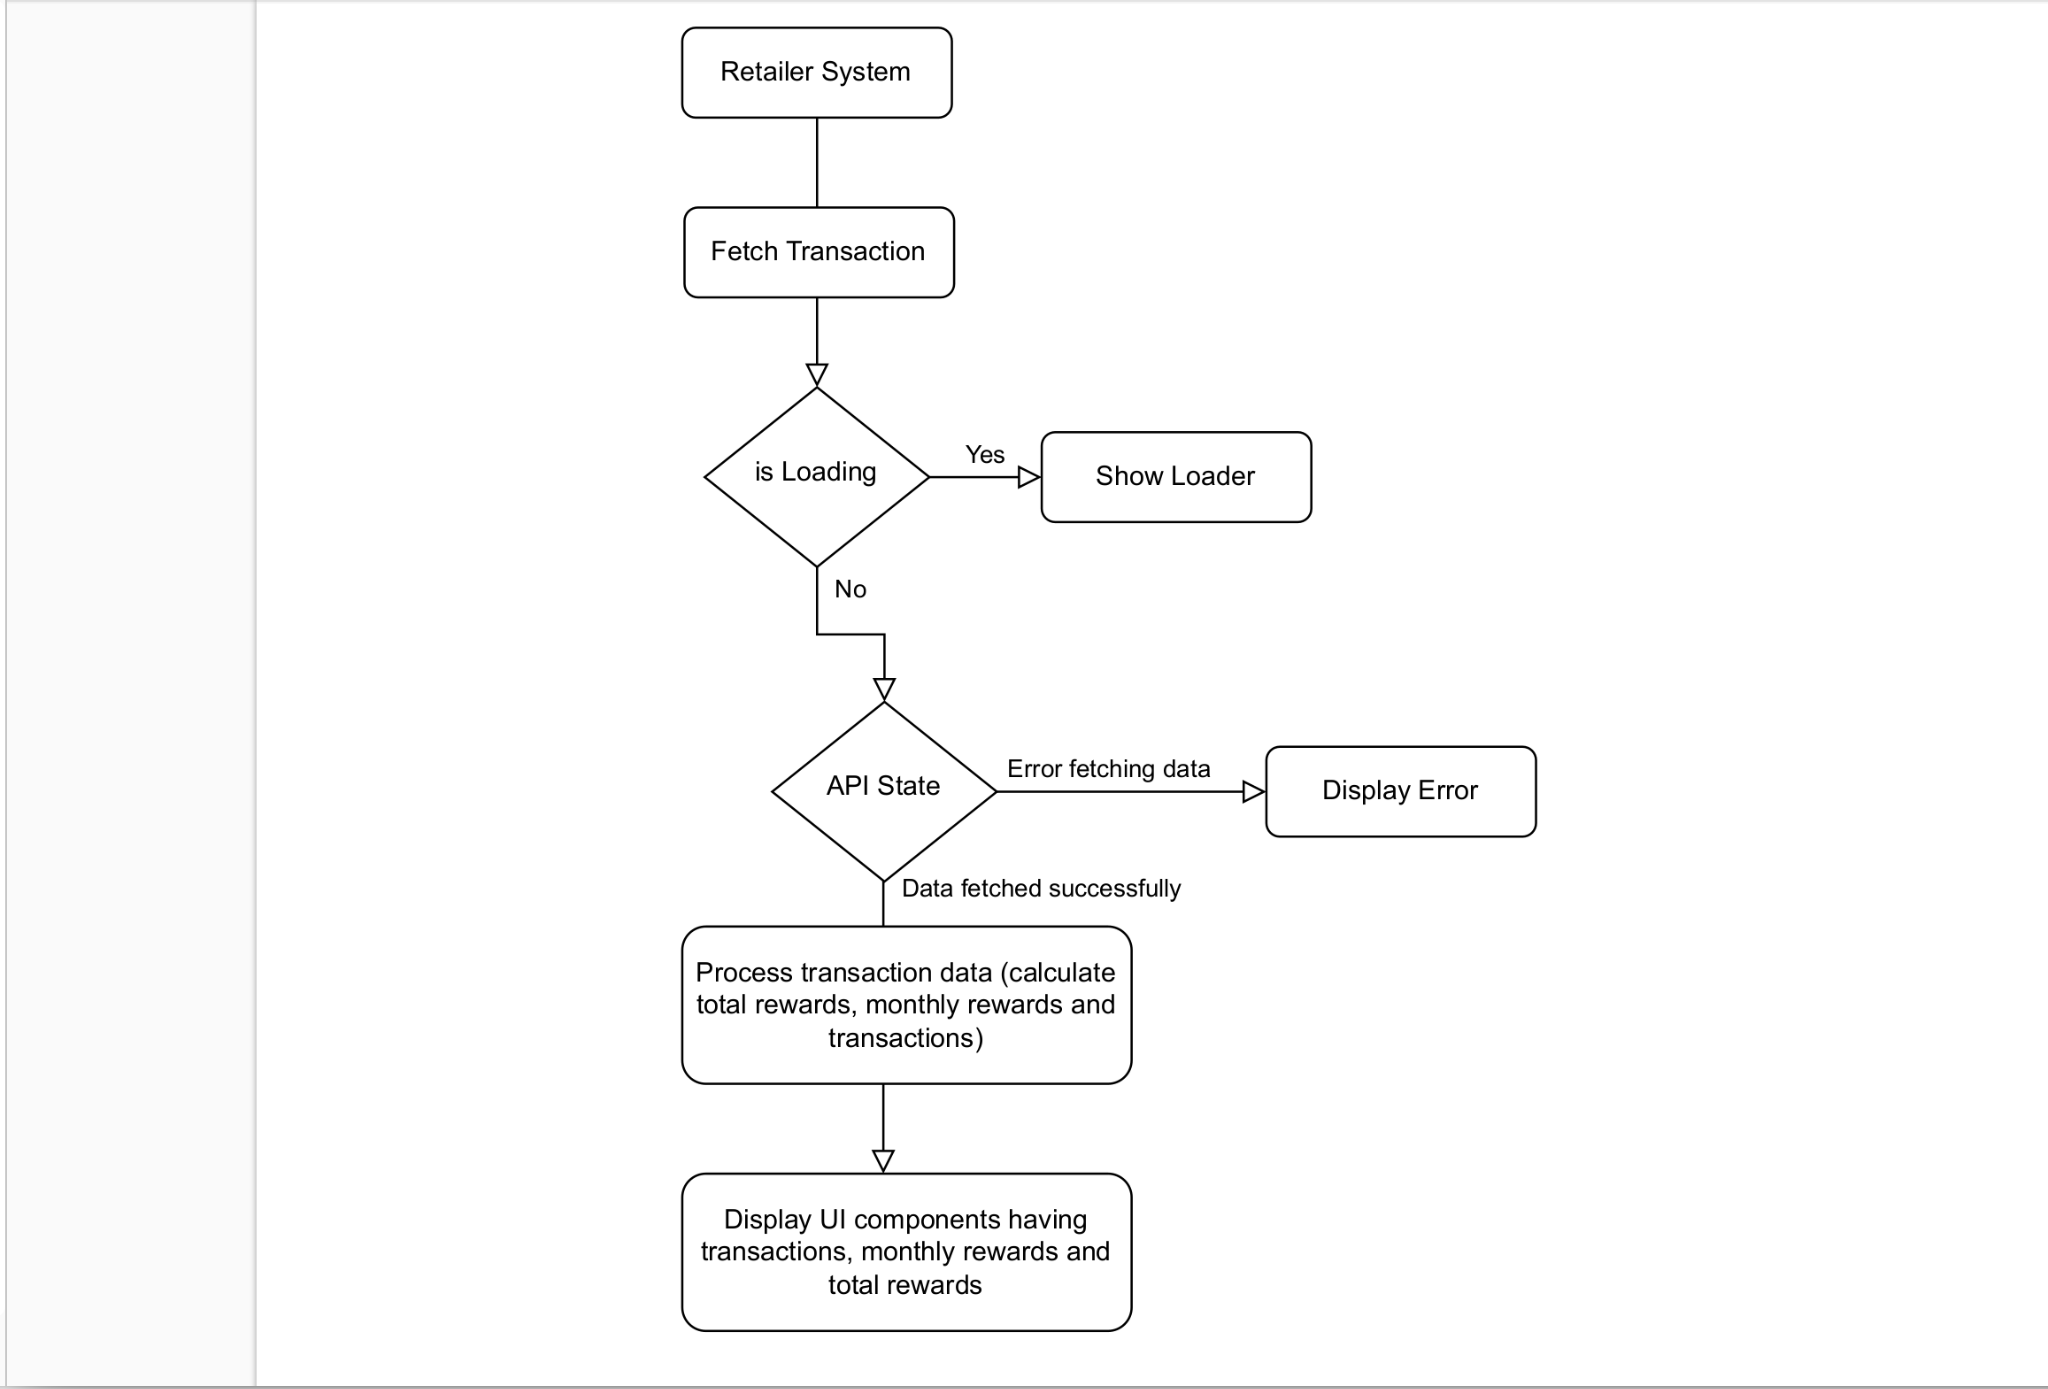 Retailer System
Fetch Transaction
is Loading
Yes
Show Loader
No
API State
Error fetching data
Display Error
Data fetched successfully
Process transaction data (calculate
total rewards, monthly rewards and
transactions)
Display UI components having
transactions, monthly rewards and
total rewards